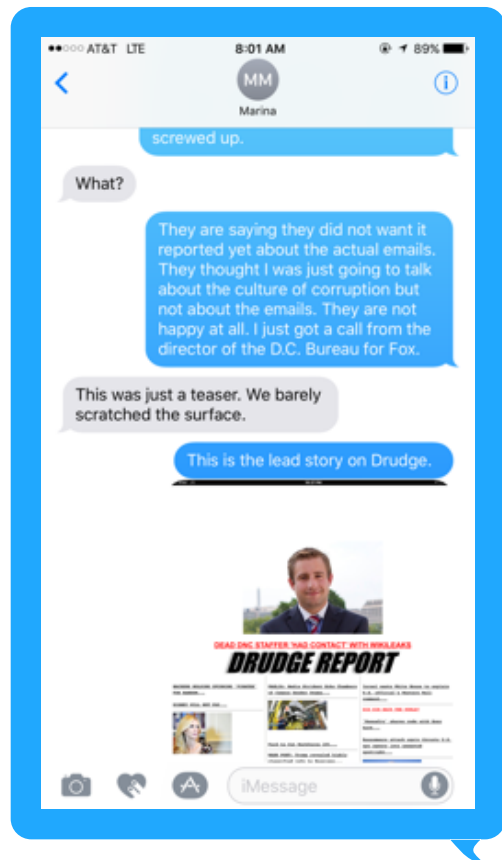 AT&T LTE 8:01 AM 89%
MM
Marina
screwed up.
What?
They are saying they did not want it
reported yet about the actual emails.
They thought I was just going to talk
about the culture of corruption but
not about the emails. They are not
happy at all. I just got a call from the
director of the D.C. Bureau for Fox.
This was just a teaser. We barely
scratched the surface.
This is the lead story on Drudge.
DEAD DNC STAFFER 'HAD CONTACT' WITH WIKILEAKS
DRUDGE REPORT
iMessage